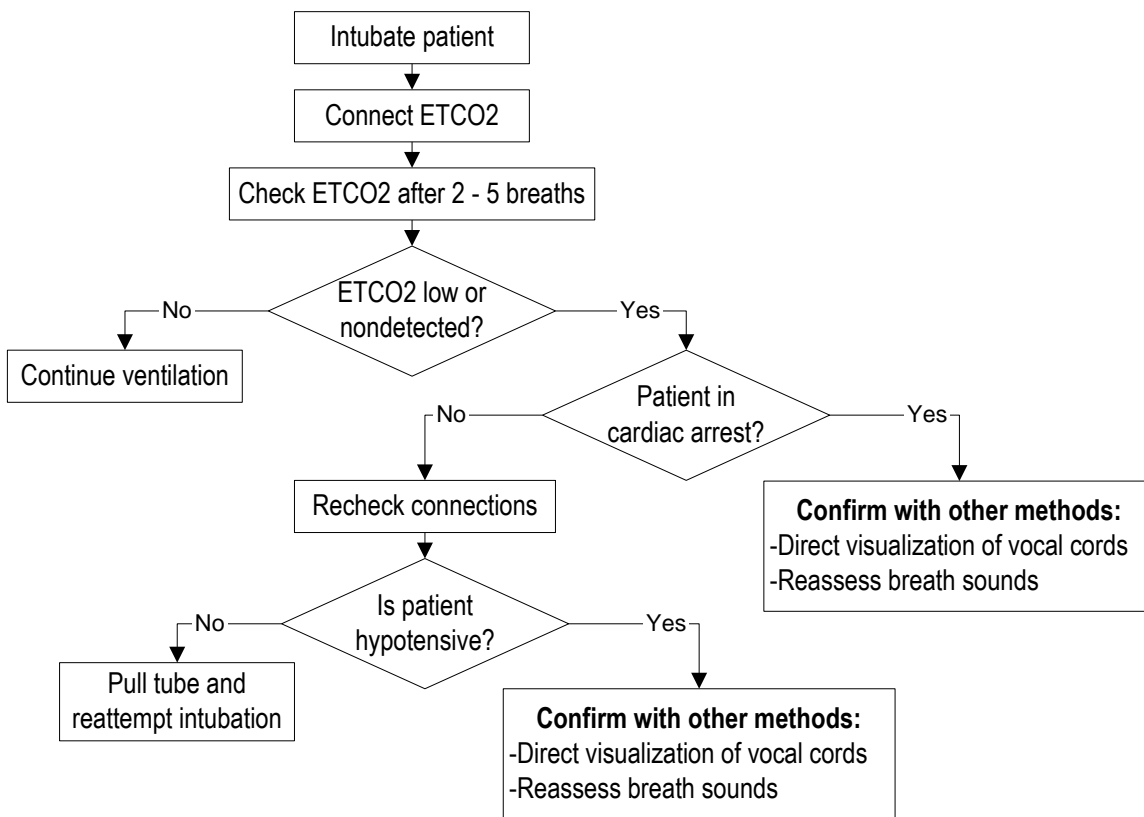 Intubate patient
Connect ETCO2
Check ETCO2 after 2 - 5 breaths
ETCO2 low or
nondetected?
No
Yes
Continue ventilation
Patient in
cardiac arrest?
No
Yes
Recheck connections
Confirm with other methods:
-Direct visualization of vocal cords
-Reassess breath sounds
Is patient
hypotensive?
No
Yes
Pull tube and
reattempt intubation
Confirm with other methods:
-Direct visualization of vocal cords
-Reassess breath sounds